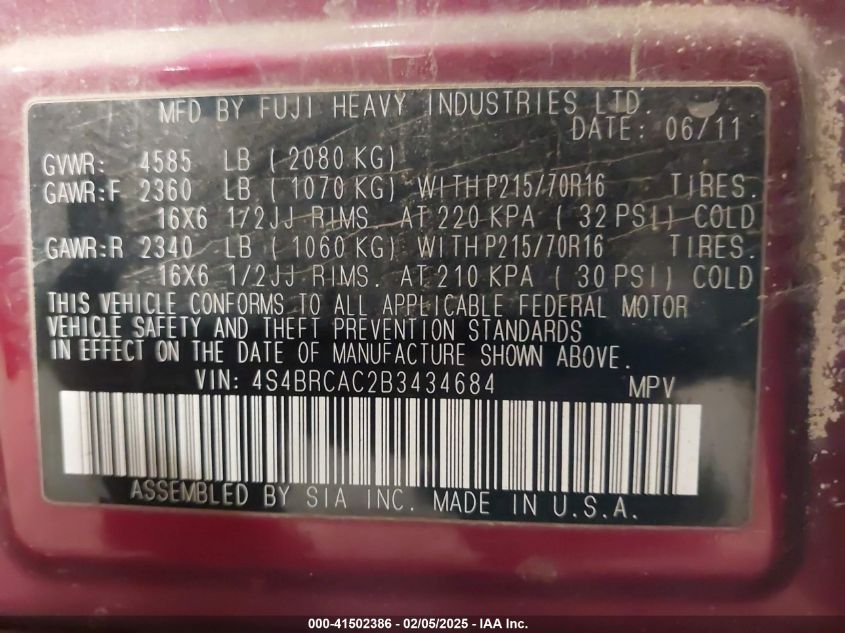 MFD BY FUJI HEAVY INDUSTRIES LTD.
DATE: 06/11
GVWR: 4585 LB ( 2080 KG)
GAWR:F 2360 LB ( 1070 KG) WITH P215/70R16 TIRES.
16X6 1/2JJ RIMS. AT 220 KPA ( 32 PSI) COLD
GAWR:R 2340 LB ( 1060 KG) WITH P215/70R16 TIRES.
16X6 1/2JJ RIMS. AT 210 KPA ( 30 PSI) COLD
THIS VEHICLE CONFORMS TO ALL APPLICABLE FEDERAL MOTOR
VEHICLE SAFETY AND THEFT PREVENTION STANDARDS
IN EFFECT ON THE DATE OF MANUFACTURE SHOWN ABOVE.
VIN: 4S4BRCAC2B3434684 MPV
ASSEMBLED BY SIA INC. MADE IN U.S.A.
000-41502386 - 02/05/2025 - IAA Inc.